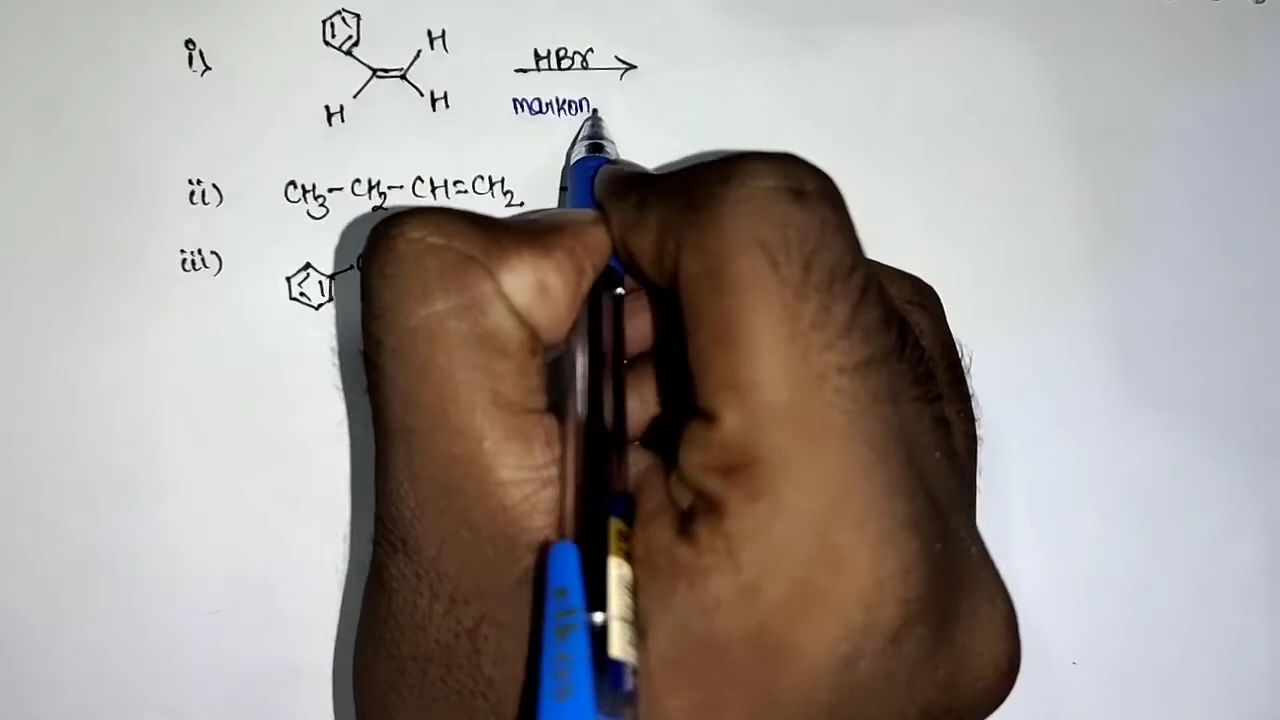 i) H H H HBr
markon
ii) CH3-CH2-CH=CH2
iii)